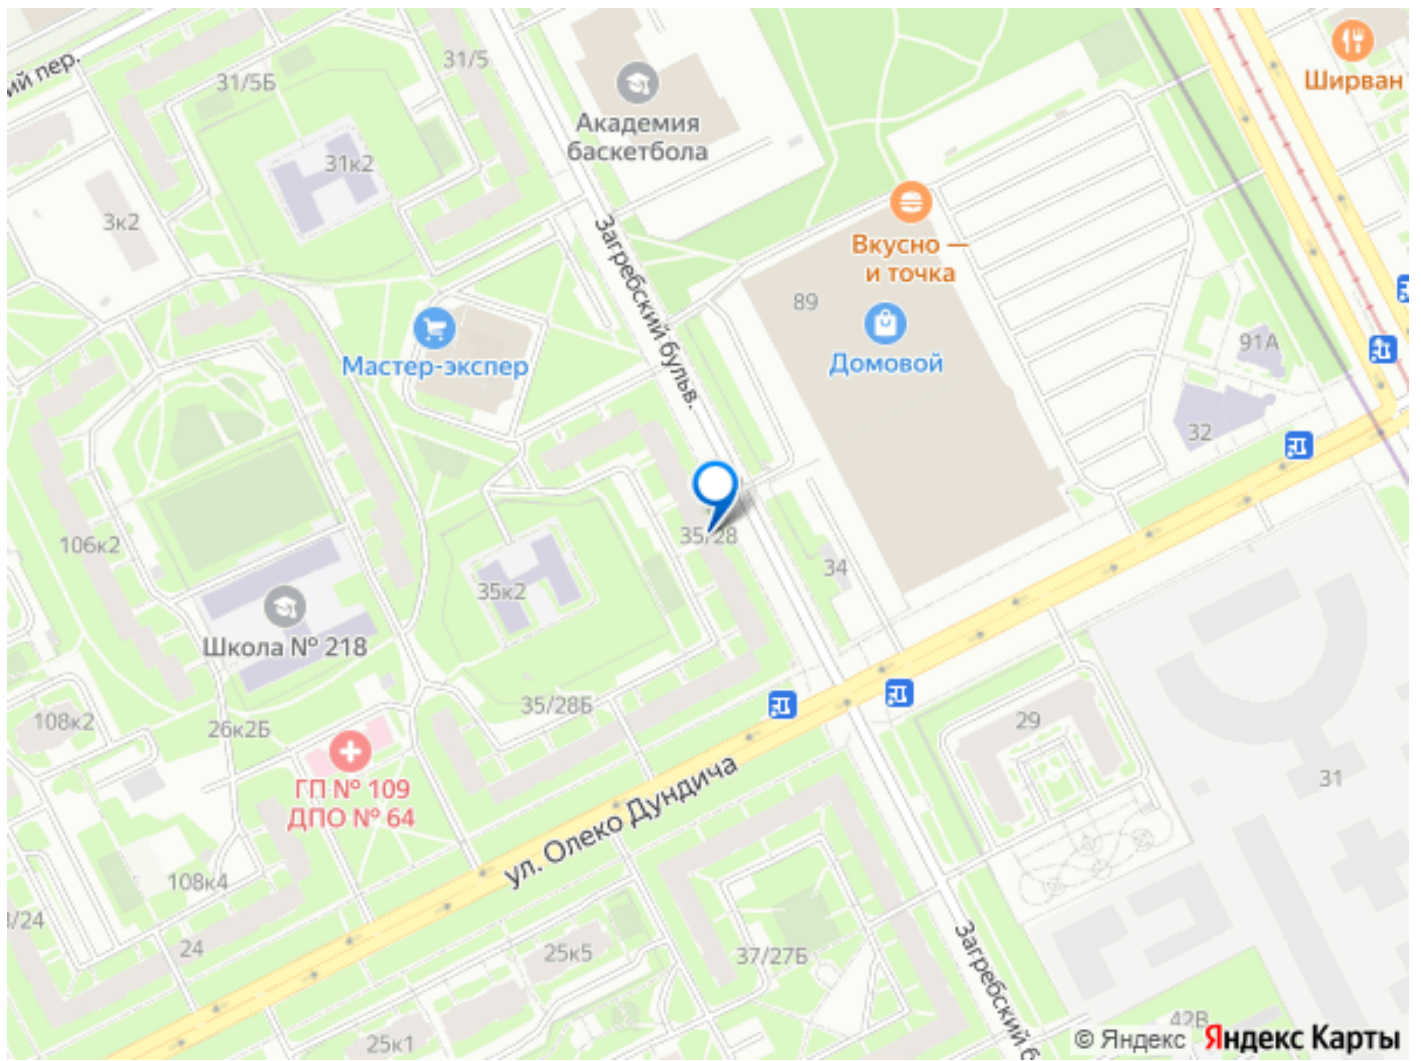 ий пер.
31/5Б
31/5
Академия
баскетбола
Ширван
31к2
3к2
Загребский бульв.
Вкусно —
и точка
89
Домовой
91А
Мастер-экспер
32
106к2
35/28
34
35к2
Школа № 218
35/28Б
108к2
26к2Б
29
ГП № 109
ДПО № 64
31
ул. Олеко Дундича
108к4
/24
24
25к5
37/27Б
Загребский б
25к1
42В
© Яндекс Яндекс Карты